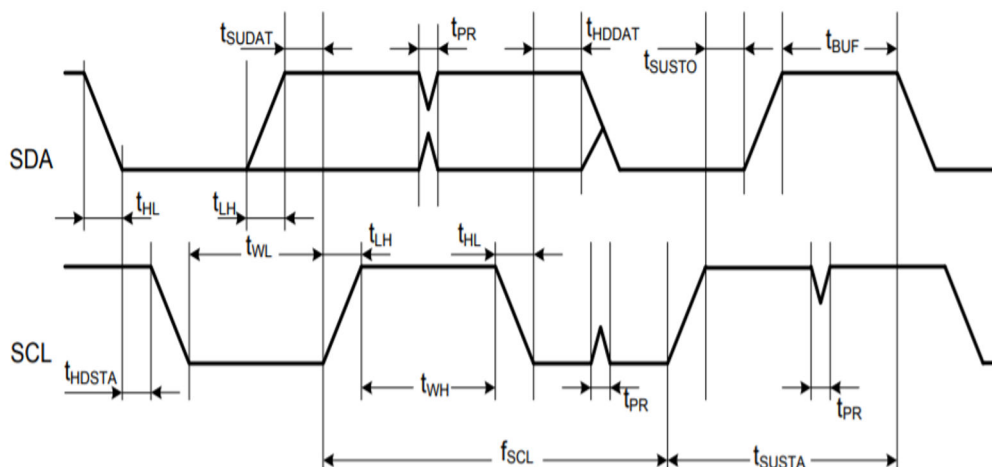 tSUDAT
tPR
tHDDAT
tSUSTO
tBUF
SDA
tHL
tLH
tWL
tLH
tHL
SCL
tHDSTA
tWH
tPR
tPR
fSCL
tSUSTA